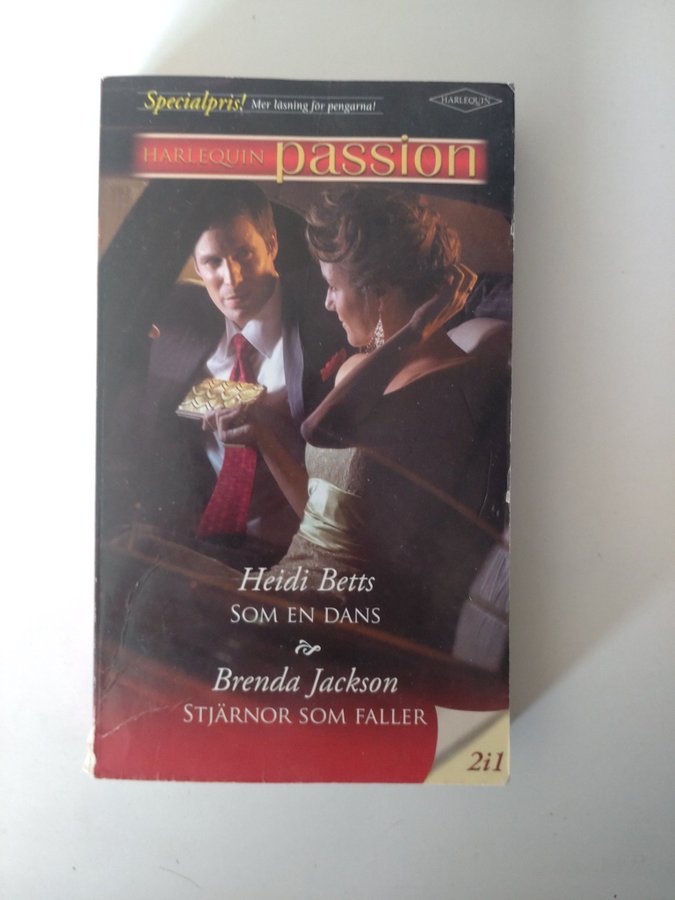 Specialpris! Mer läsning för pengarna!
HARLEQUIN
HARLEQUIN passion
Heidi Betts
SOM EN DANS
Brenda Jackson
STJÄRNOR SOM FALLER
2i1